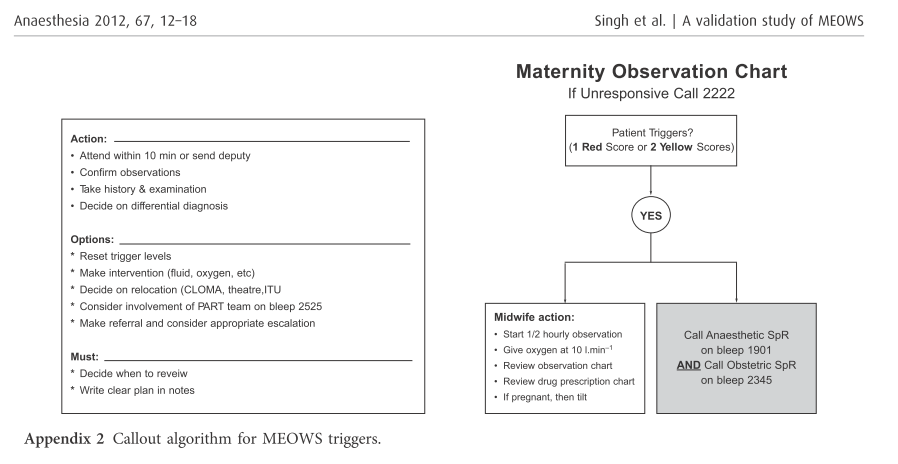 Anaesthesia 2012, 67, 12–18
Singh et al. | A validation study of MEOWS
Action:
• Attend within 10 min or send deputy
• Confirm observations
• Take history & examination
• Decide on differential diagnosis
Options:
* Reset trigger levels
* Make intervention (fluid, oxygen, etc)
* Decide on relocation (CLOMA, theatre,ITU
* Consider involvement of PART team on bleep 2525
* Make referral and consider appropriate escalation
Must:
* Decide when to reveiw
* Write clear plan in notes
Maternity Observation Chart
If Unresponsive Call 2222
Patient Triggers?
(1 Red Score or 2 Yellow Scores)
YES
Midwife action:
• Start 1/2 hourly observation
• Give oxygen at 10 l.min⁻¹
• Review observation chart
• Review drug prescription chart
• If pregnant, then tilt
Call Anaesthetic SpR
on bleep 1901
AND Call Obstetric SpR
on bleep 2345
Appendix 2 Callout algorithm for MEOWS triggers.